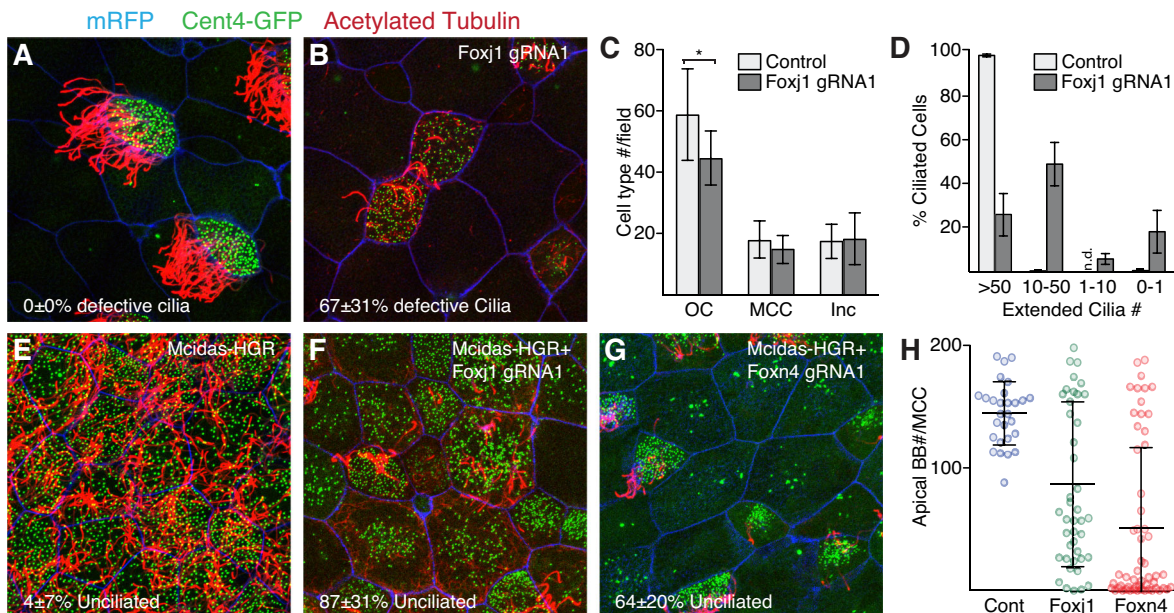 mRFP Cent4-GFP Acetylated Tubulin
A
0±0% defective cilia
B
Foxj1 gRNA1
67±31% defective Cilia
C
Cell type #/field
80
60
40
20
*
Control
Foxj1 gRNA1
OC MCC Inc
D
% Ciliated Cells
100
80
60
40
20
Control
Foxj1 gRNA1
n.d.
>50 10-50 1-10 0-1
Extended Cilia #
E
Mcidas-HGR
4±7% Unciliated
F
Mcidas-HGR+
Foxj1 gRNA1
87±31% Unciliated
G
Mcidas-HGR+
Foxn4 gRNA1
64±20% Unciliated
H
Apical BB#/MCC
200
100
Cont Foxj1 Foxn4